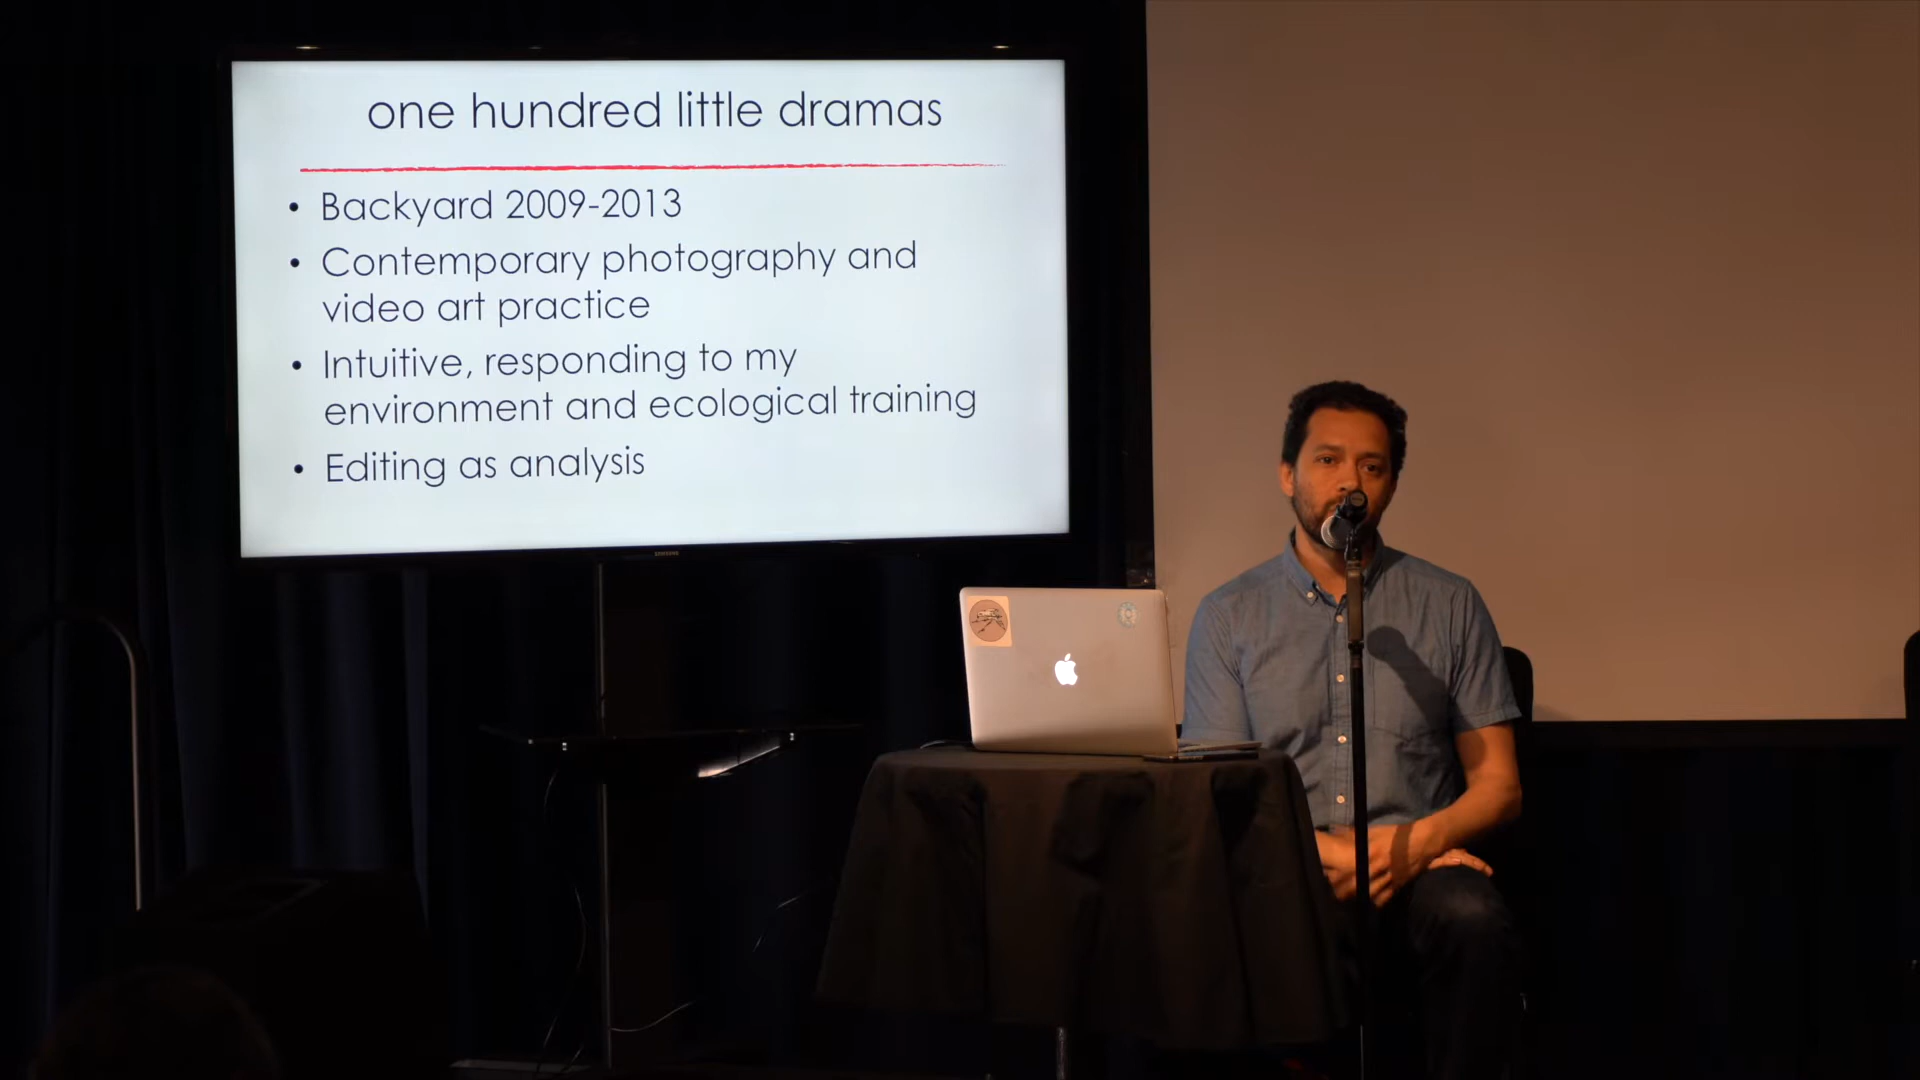 one hundred little dramas
• Backyard 2009-2013
• Contemporary photography and
video art practice
• Intuitive, responding to my
environment and ecological training
• Editing as analysis
SAMSUNG